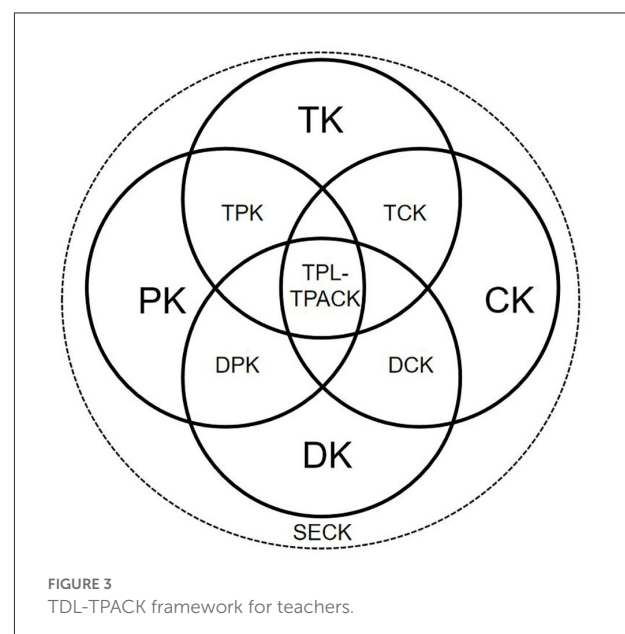 TK
TPK
TCK
TPL-
TPACK
PK
CK
DPK
DCK
DK
SECK
FIGURE 3
TDL-TPACK framework for teachers.